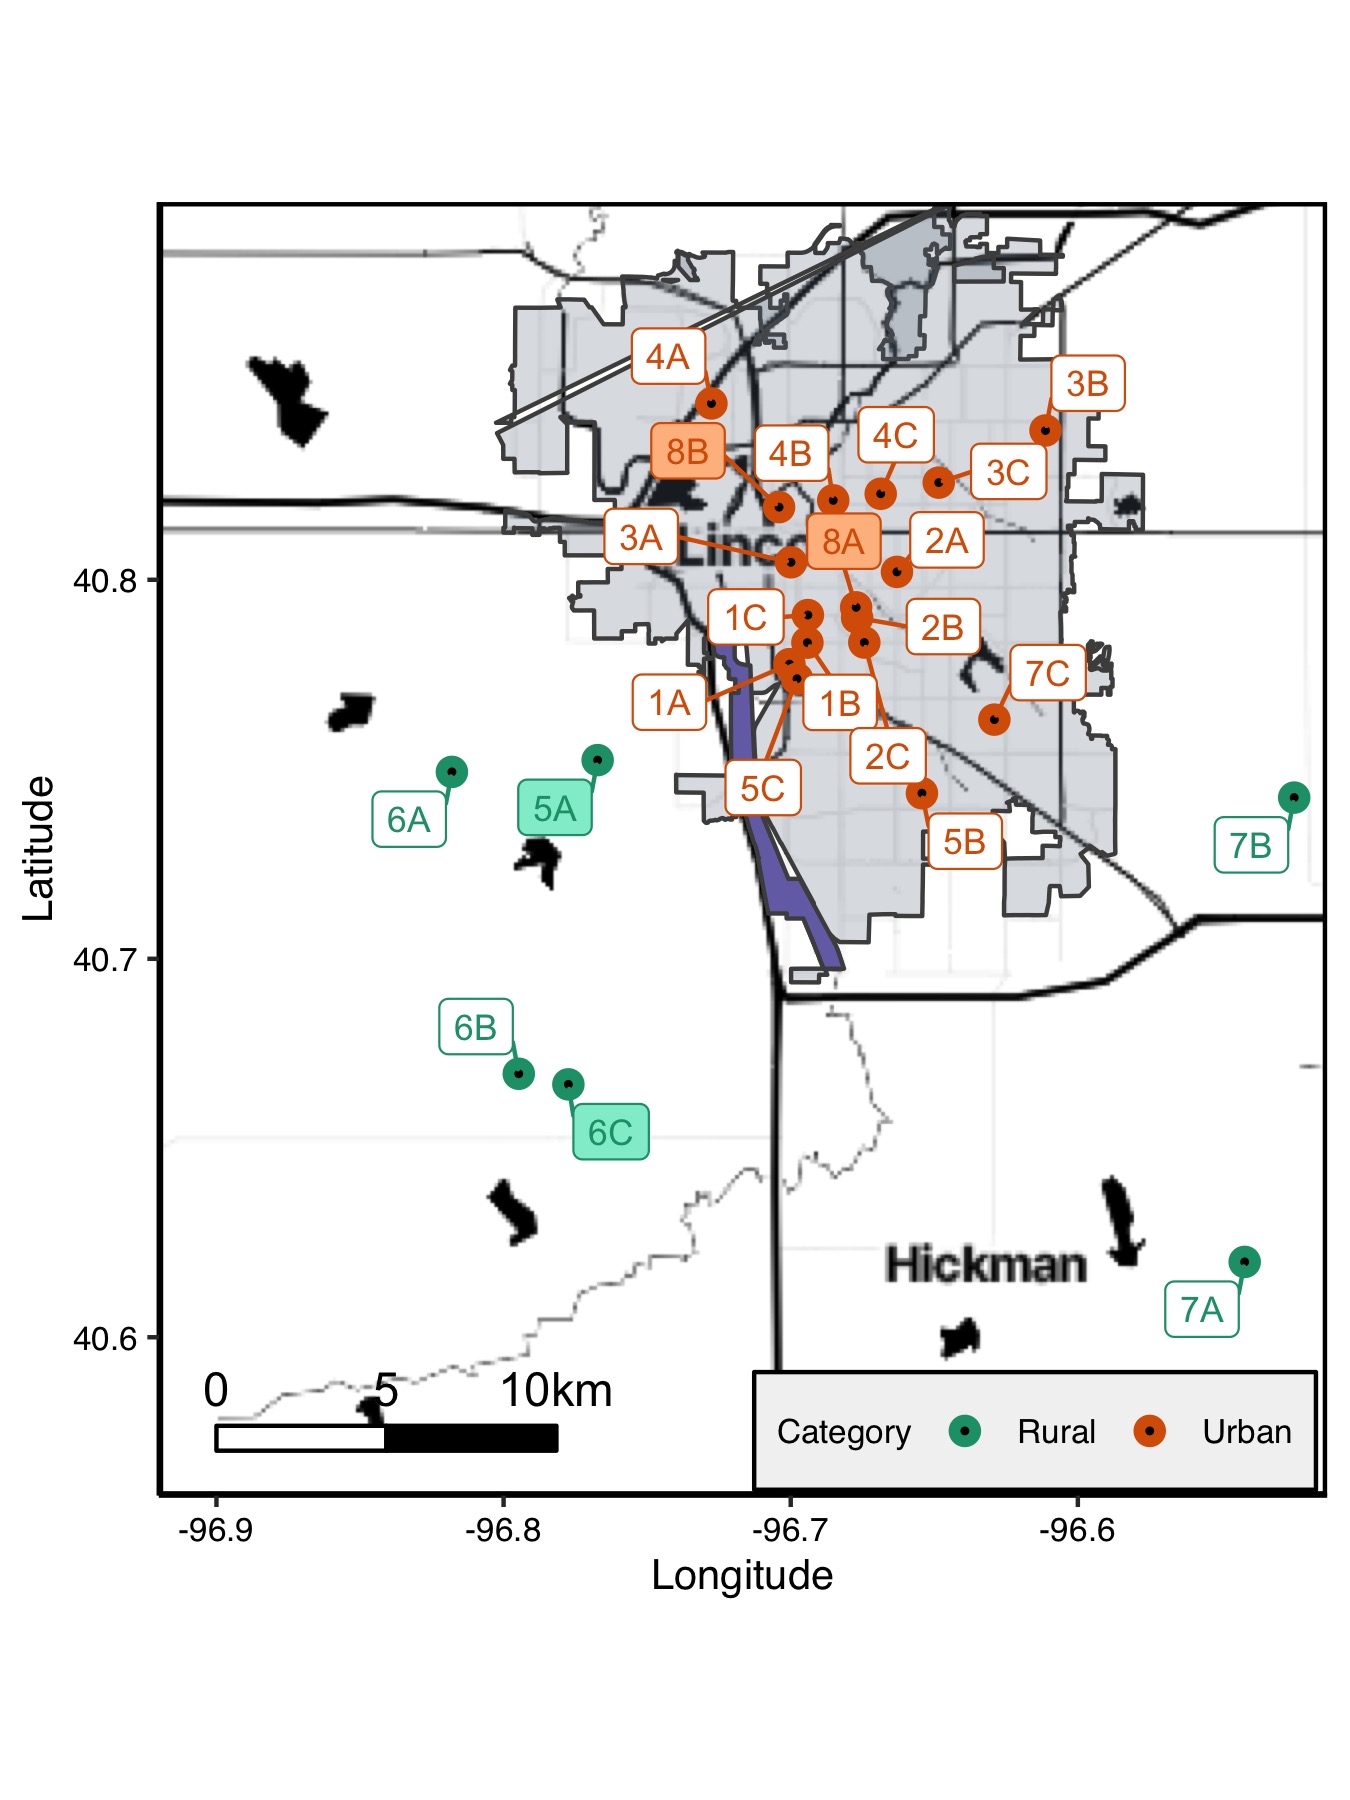 4A
3B
8B
4B
4C
3C
3A
Linco
8A
2A
1C
2B
7C
1A
1B
2C
5C
5B
6A
5A
7B
6B
6C
Hickman
7A
0 5 10km
Category Rural Urban
40.8
40.7
40.6
Latitude
-96.9 -96.8 -96.7 -96.6
Longitude